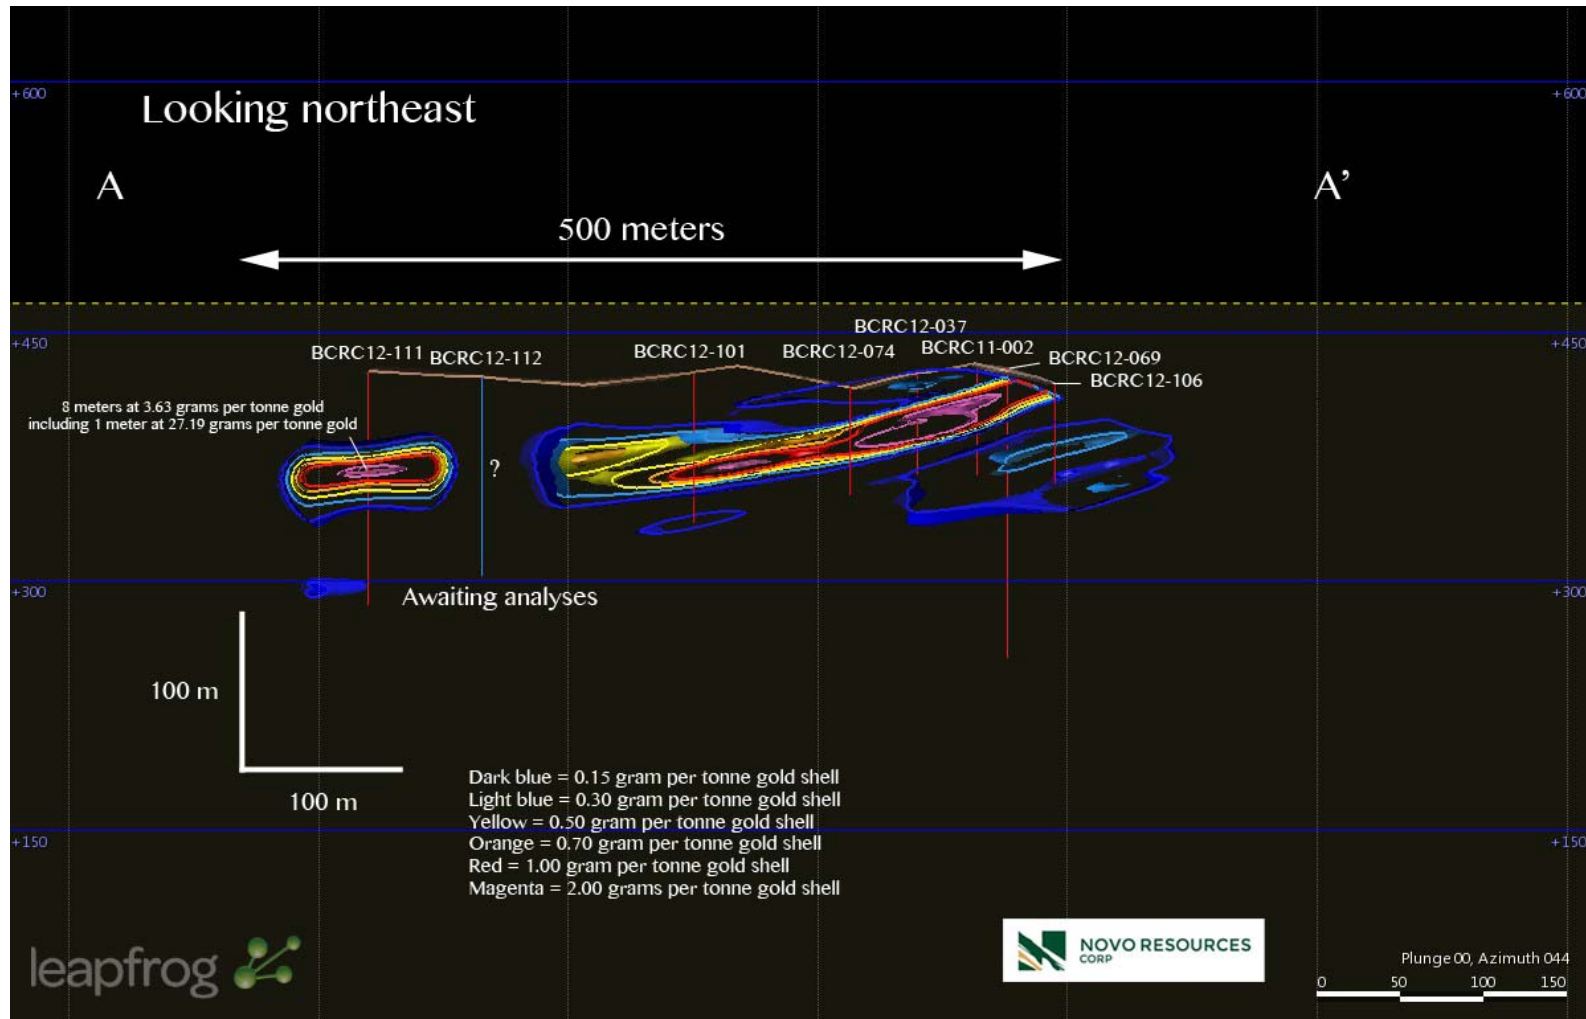 +600
+600
Looking northeast
A
A’
500 meters
BCRC12-037
+450
+450
BCRC12-111
BCRC12-112
BCRC12-101
BCRC12-074
BCRC11-002
BCRC12-069
BCRC12-106
8 meters at 3.63 grams per tonne gold
including 1 meter at 27.19 grams per tonne gold
?
+300
+300
Awaiting analyses
100 m
100 m
Dark blue = 0.15 gram per tonne gold shell
Light blue = 0.30 gram per tonne gold shell
Yellow = 0.50 gram per tonne gold shell
Orange = 0.70 gram per tonne gold shell
Red = 1.00 gram per tonne gold shell
Magenta = 2.00 grams per tonne gold shell
+150
+150
leapfrog
NOVO RESOURCES
CORP
Plunge 00, Azimuth 044
0 50 100 150